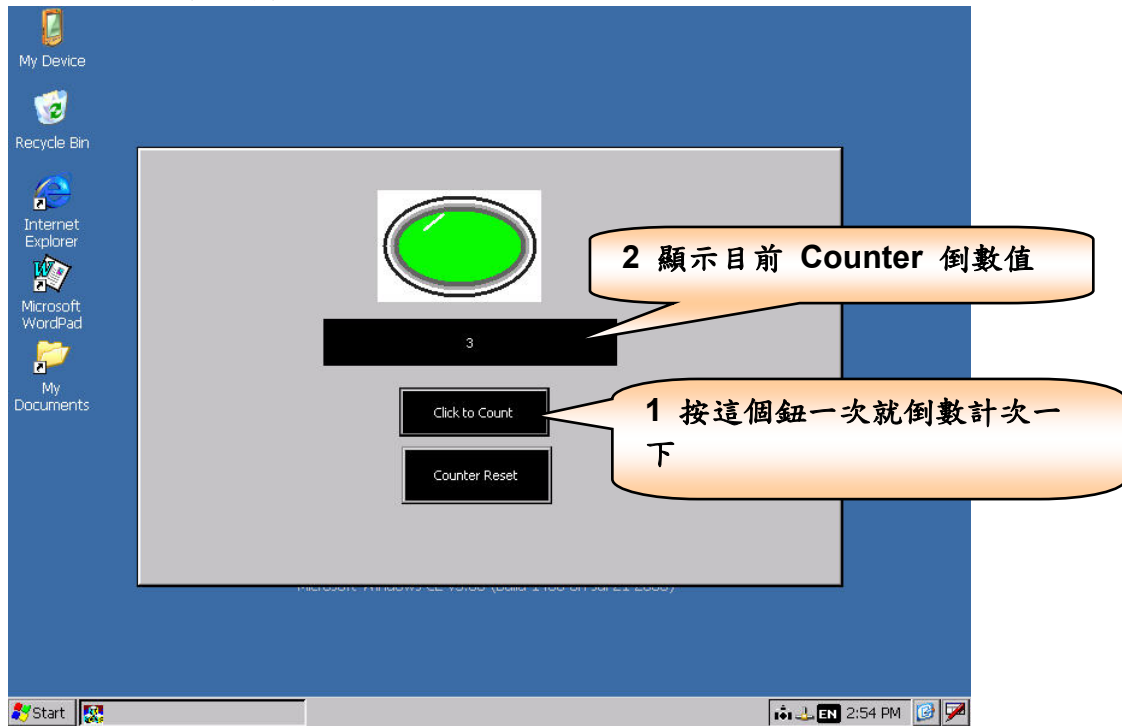 My Device
Recycle Bin
Internet
Explorer
Microsoft
WordPad
My
Documents
2 顯示目前 Counter 倒數值
3
Click to Count
1 按這個鈕一次就倒數計次一
下
Counter Reset
Start
EN 2:54 PM